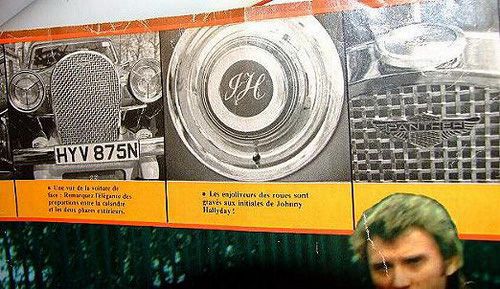 HYV 875N
JH
PANTHER
• Une vue de la voiture de
face : Remarquez l'élégance des
proportions entre la calandre
et les deux phares extérieurs.
• Les enjoliveurs des roues sont
gravés aux initiales de Johnny
Hallyday !